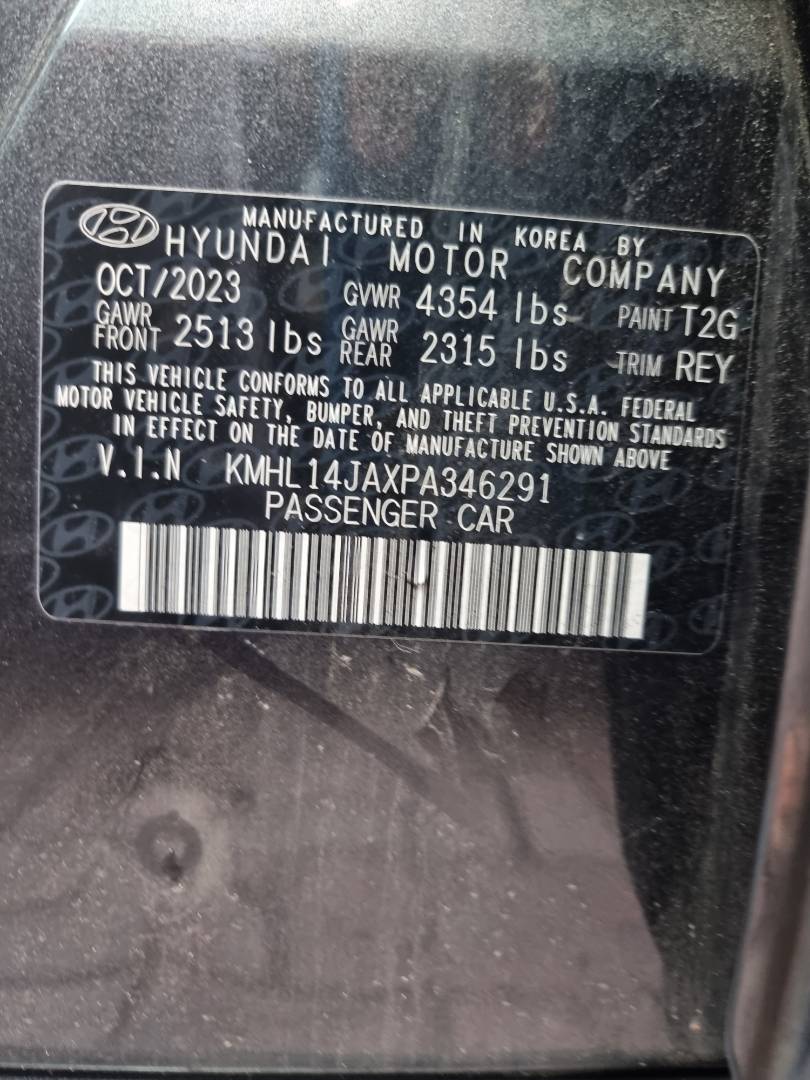 MANUFACTURED IN KOREA BY
HYUNDAI MOTOR COMPANY
OCT/2023 GVWR 4354 lbs PAINT T2G
GAWR FRONT 2513 lbs GAWR REAR 2315 lbs TRIM REY
THIS VEHICLE CONFORMS TO ALL APPLICABLE U.S.A. FEDERAL
MOTOR VEHICLE SAFETY, BUMPER, AND THEFT PREVENTION STANDARDS
IN EFFECT ON THE DATE OF MANUFACTURE SHOWN ABOVE
V.I.N KMHL14JAXPA346291
PASSENGER CAR